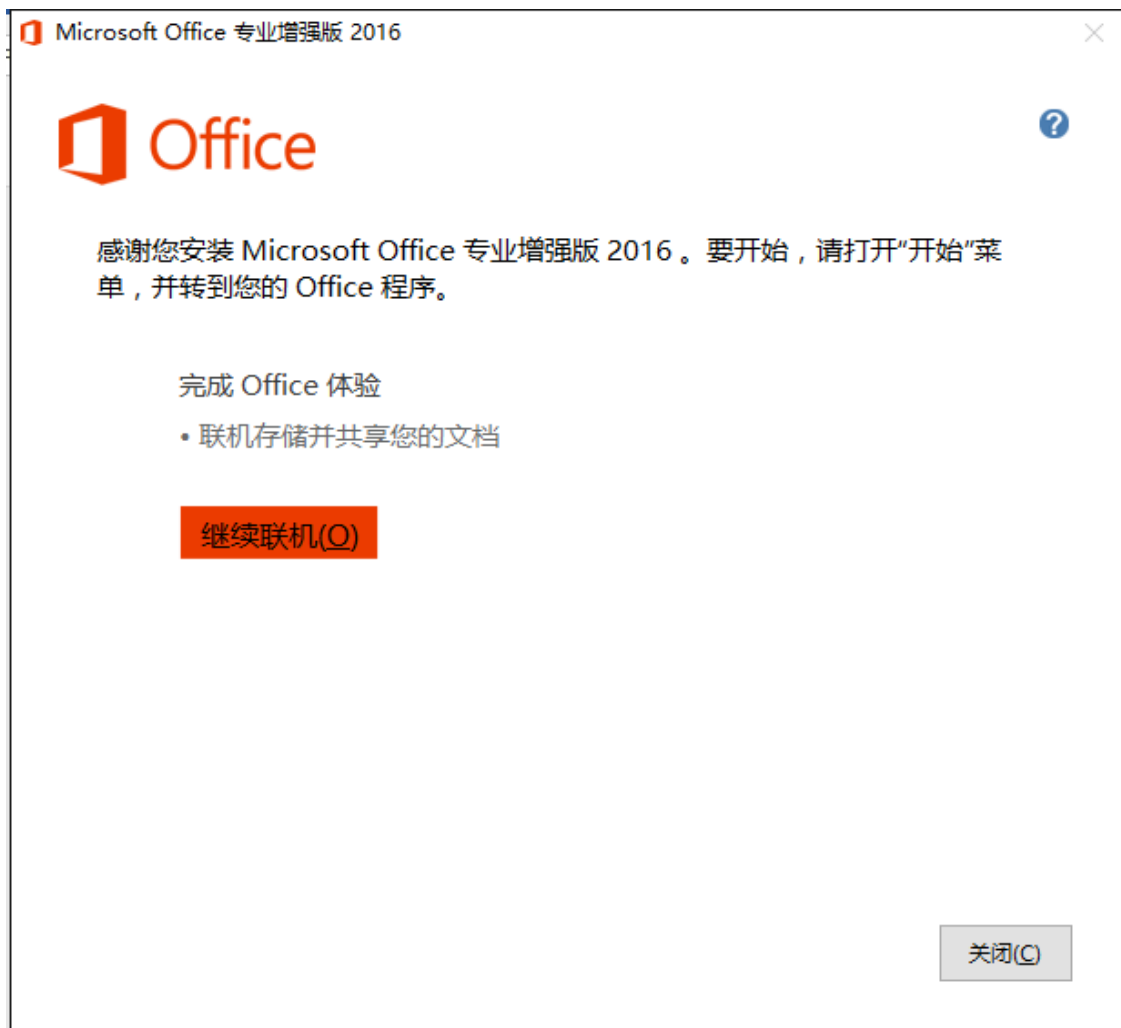 Microsoft Office 专业增强版 2016
Office
?
感谢您安装 Microsoft Office 专业增强版 2016 。要开始，请打开“开始”菜
单，并转到您的 Office 程序。
完成 Office 体验
• 联机存储并共享您的文档
继续联机(O)
关闭(C)